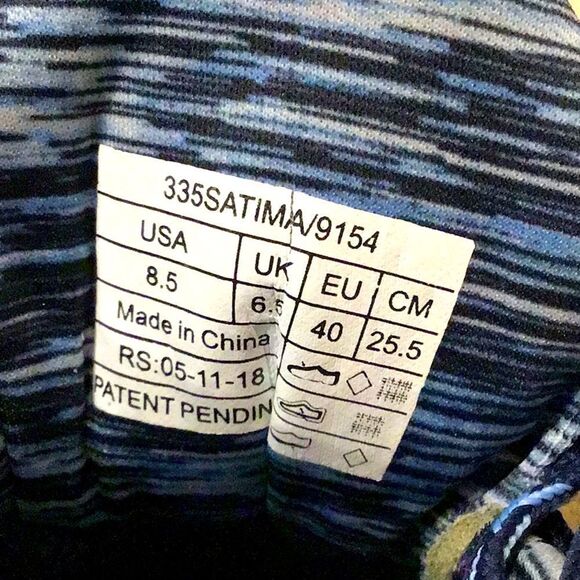 335SATIMA/9154
USA UK EU CM
8.5 6.5 40 25.5
Made in China
RS:05-11-18
PATENT PENDIN